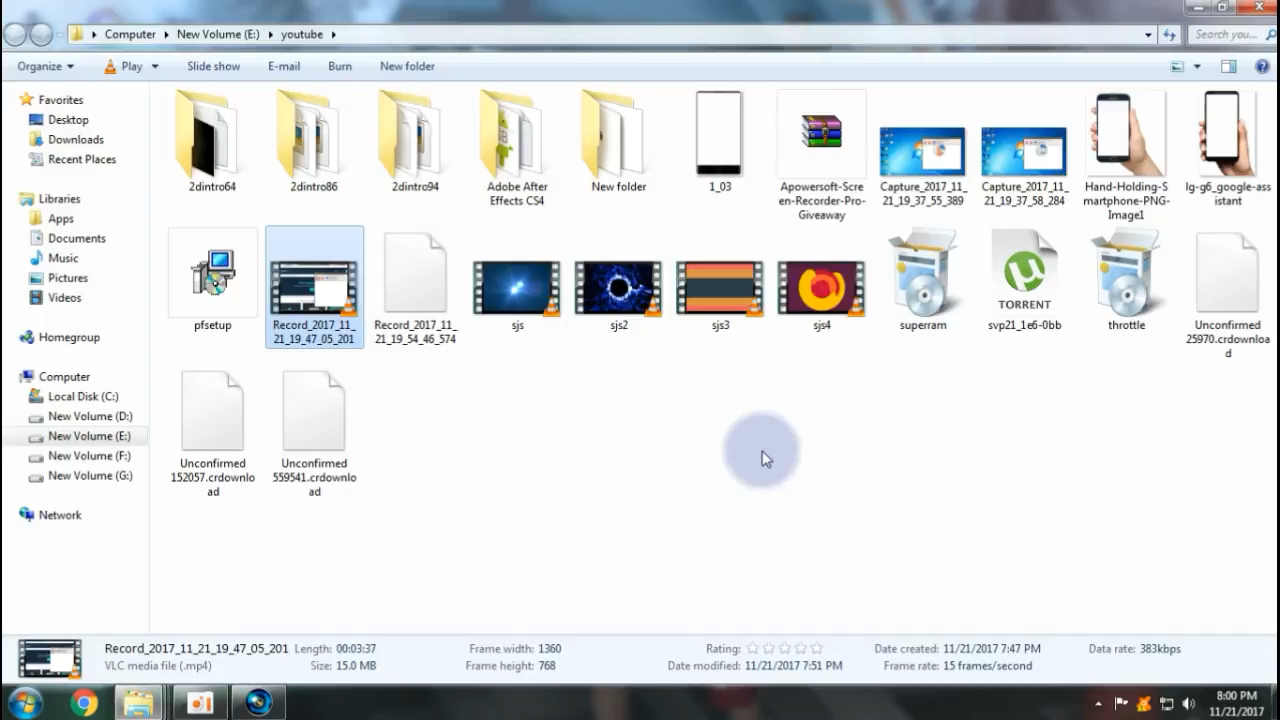 Computer New Volume (E:) youtube Search you...
Organize Play Slide show E-mail Burn New folder
Favorites
Desktop
Downloads
Recent Places
Libraries
Apps
Documents
Music
Pictures
Videos
Homegroup
Computer
Local Disk (C:)
New Volume (D:)
New Volume (E:)
New Volume (F:)
New Volume (G:)
Network
2dintro64
2dintro86
2dintro94
Adobe After
Effects CS4
New folder
1_03
Apowersoft-Scre
en-Recorder-Pro-
Giveaway
Capture_2017_11_
21_19_37_55_389
Capture_2017_11_
21_19_37_58_284
Hand-Holding-S
martphone-PNG-
Image1
lg-g6_google-ass
istant
pfsetup
Record_2017_11_
21_19_47_05_201
Record_2017_11_
21_19_54_46_574
sjs
sjs2
sjs3
sjs4
superram
TORRENT
svp21_1e6-0bb
throttle
Unconfirmed
25970.crdownloa
d
Unconfirmed
152057.crdownlo
ad
Unconfirmed
559541.crdownlo
ad
Record_2017_11_21_19_47_05_201 Length: 00:03:37 Frame width: 1360 Rating: Date created: 11/21/2017 7:47 PM Data rate: 383kbps
VLC media file (.mp4) Size: 15.0 MB Frame height: 768 Date modified: 11/21/2017 7:51 PM Frame rate: 15 frames/second
8:00 PM
11/21/2017